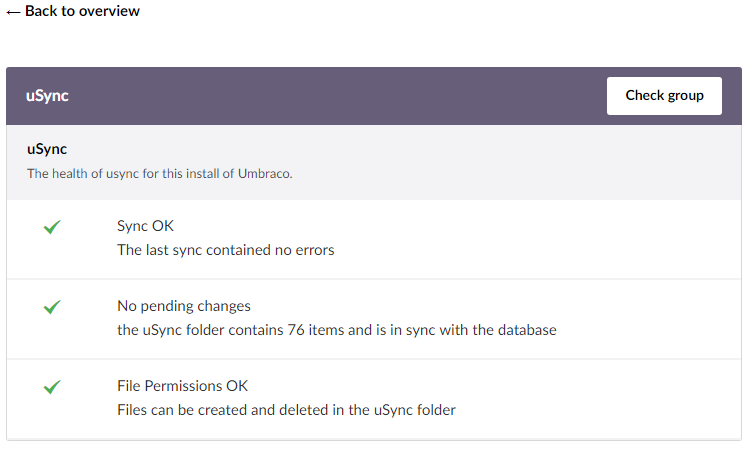 ← Back to overview
uSync
Check group
uSync
The health of usync for this install of Umbraco.
Sync OK
The last sync contained no errors
No pending changes
the uSync folder contains 76 items and is in sync with the database
File Permissions OK
Files can be created and deleted in the uSync folder